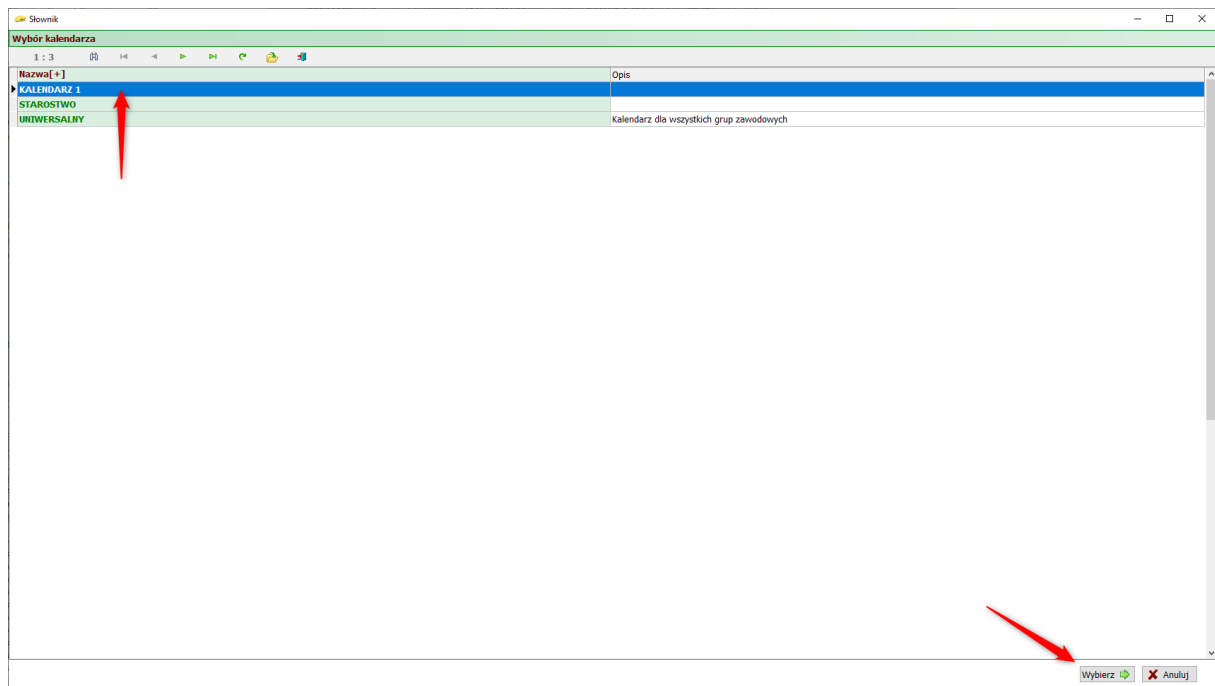 Słownik
Wybór kalendarza
1 : 3
Nazwa[+] Opis
KALENDARZ 1
STAROSTWO
UNIWERSALNY Kalendarz dla wszystkich grup zawodowych
Wybierz Anuluj